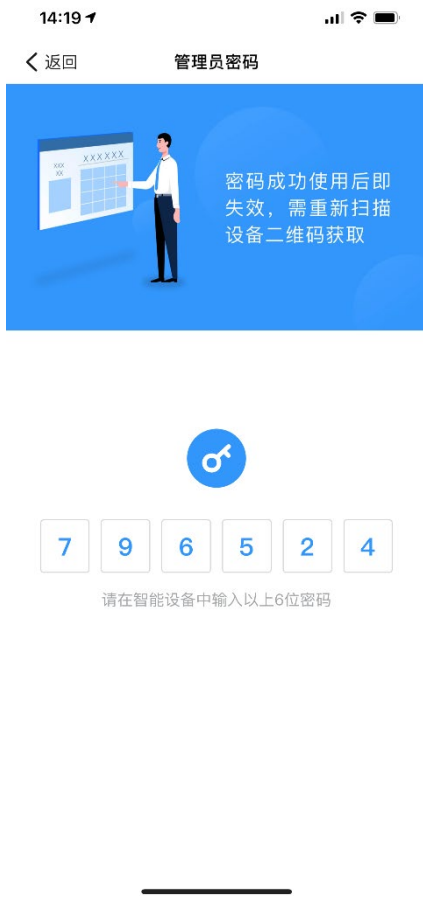 14:19
返回
管理员密码
XXX
XX
XXXXXX
密码成功使用后即
失效，需重新扫描
设备二维码获取
7 9 6 5 2 4
请在智能设备中输入以上6位密码